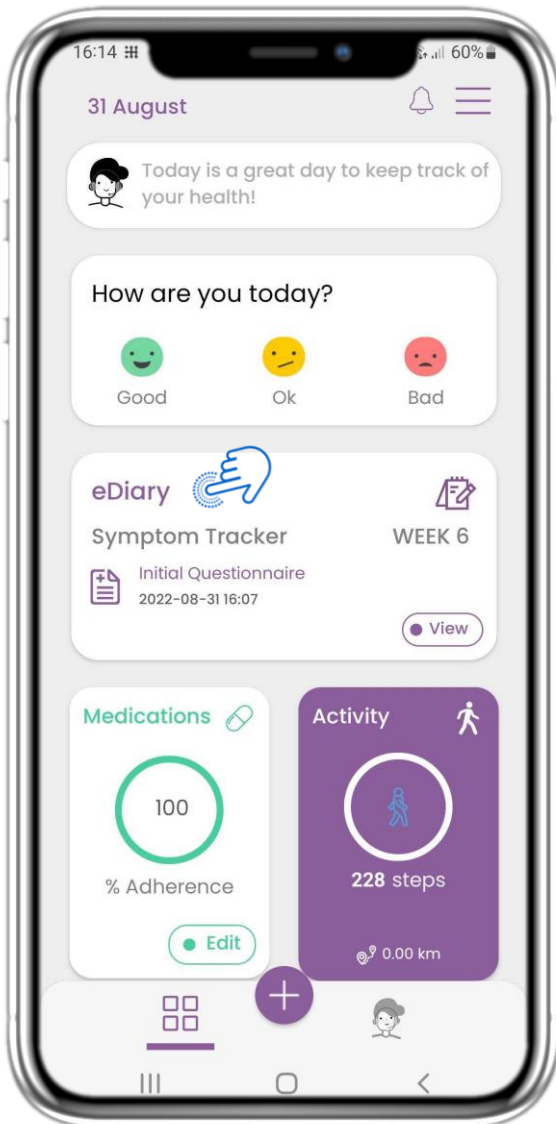 16:14 60%
31 August
Today is a great day to keep track of
your health!
How are you today?
Good Ok Bad
eDiary
Symptom Tracker WEEK 6
Initial Questionnaire
2022-08-31 16:07
View
Medications Activity
100
% Adherence 228 steps
Edit 0.00 km